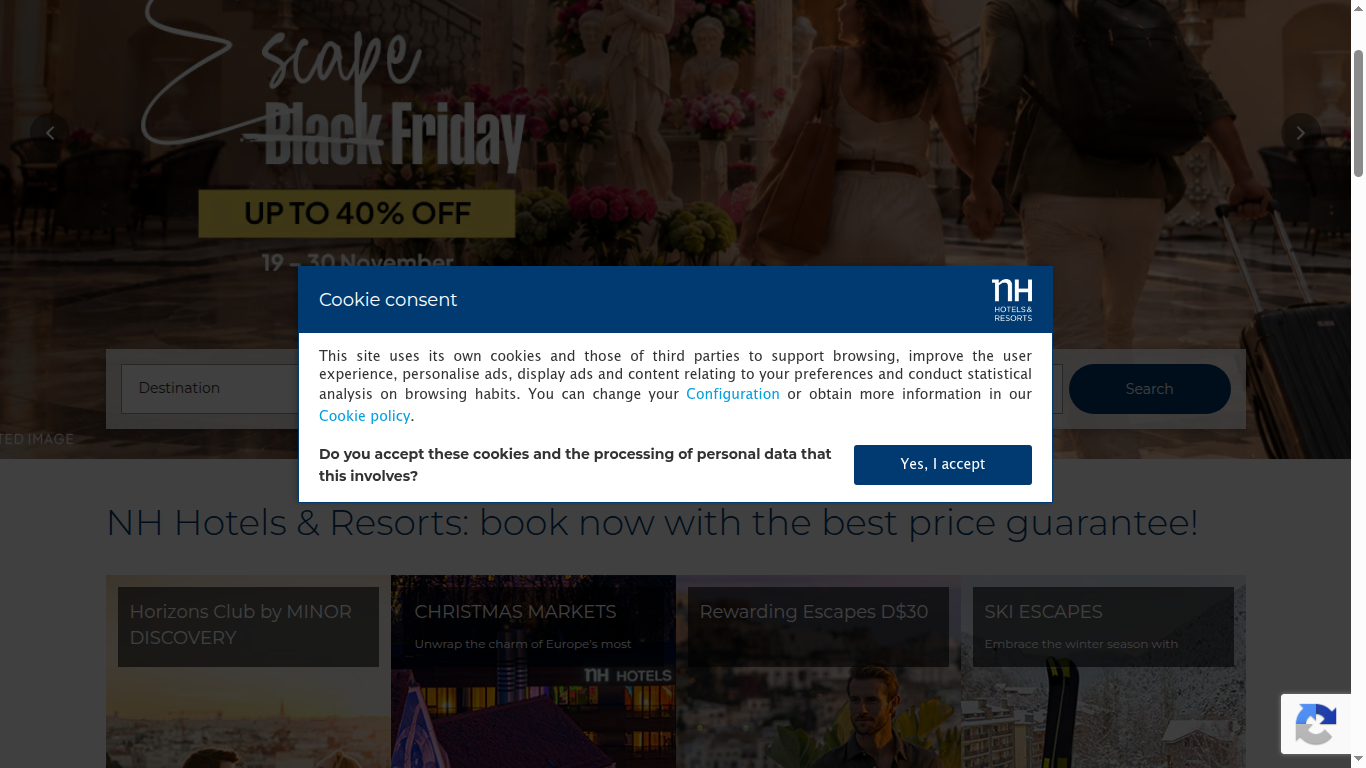 Escape
Black Friday
UP TO 40% OFF
19 – 30 November
Cookie consent
nH
HOTELS &
RESORTS
This site uses its own cookies and those of third parties to support browsing, improve the user
experience, personalise ads, display ads and content relating to your preferences and conduct statistical
analysis on browsing habits. You can change your Configuration or obtain more information in our
Cookie policy.
Do you accept these cookies and the processing of personal data that
this involves?
Yes, I accept
Destination
Search
TED IMAGE
NH Hotels & Resorts: book now with the best price guarantee!
Horizons Club by MINOR
DISCOVERY
CHRISTMAS MARKETS
Unwrap the charm of Europe's most
nH HOTELS
Rewarding Escapes D$30
SKI ESCAPES
Embrace the winter season with